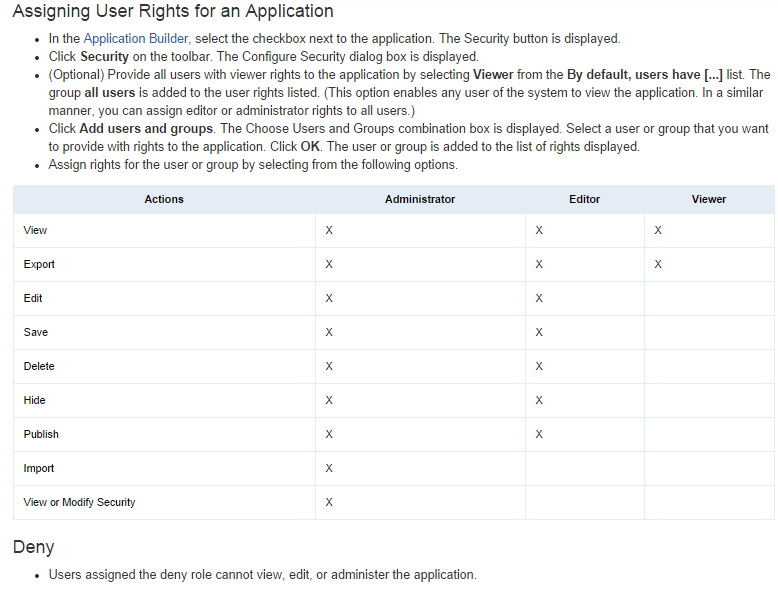 Assigning User Rights for an Application
• In the Application Builder, select the checkbox next to the application. The Security button is displayed.
• Click Security on the toolbar. The Configure Security dialog box is displayed.
• (Optional) Provide all users with viewer rights to the application by selecting Viewer from the By default, users have [...] list. The
group all users is added to the user rights listed. (This option enables any user of the system to view the application. In a similar
manner, you can assign editor or administrator rights to all users.)
• Click Add users and groups. The Choose Users and Groups combination box is displayed. Select a user or group that you want
to provide with rights to the application. Click OK. The user or group is added to the list of rights displayed.
• Assign rights for the user or group by selecting from the following options.
Actions Administrator Editor Viewer
View X X X
Export X X X
Edit X X
Save X X
Delete X X
Hide X X
Publish X X
Import X
View or Modify Security X
Deny
• Users assigned the deny role cannot view, edit, or administer the application.